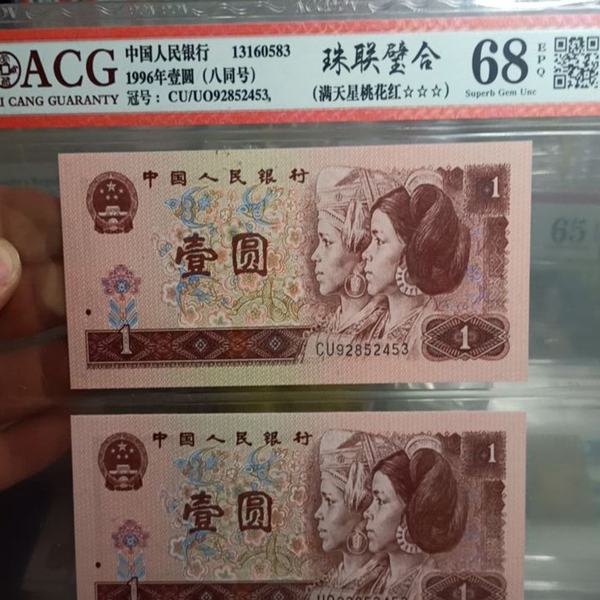 ACG
AI CANG GUARANTY
中国人民银行 13160583
1996年壹圆（八同号）
冠号：CU/UO92852453,
珠联璧合
（满天星桃花红☆☆☆）
68
EPQ
Superb Gem Unc
65
中国人民银行
1
壹圆
1
CU92852453
1
中国人民银行
1
壹圆
1